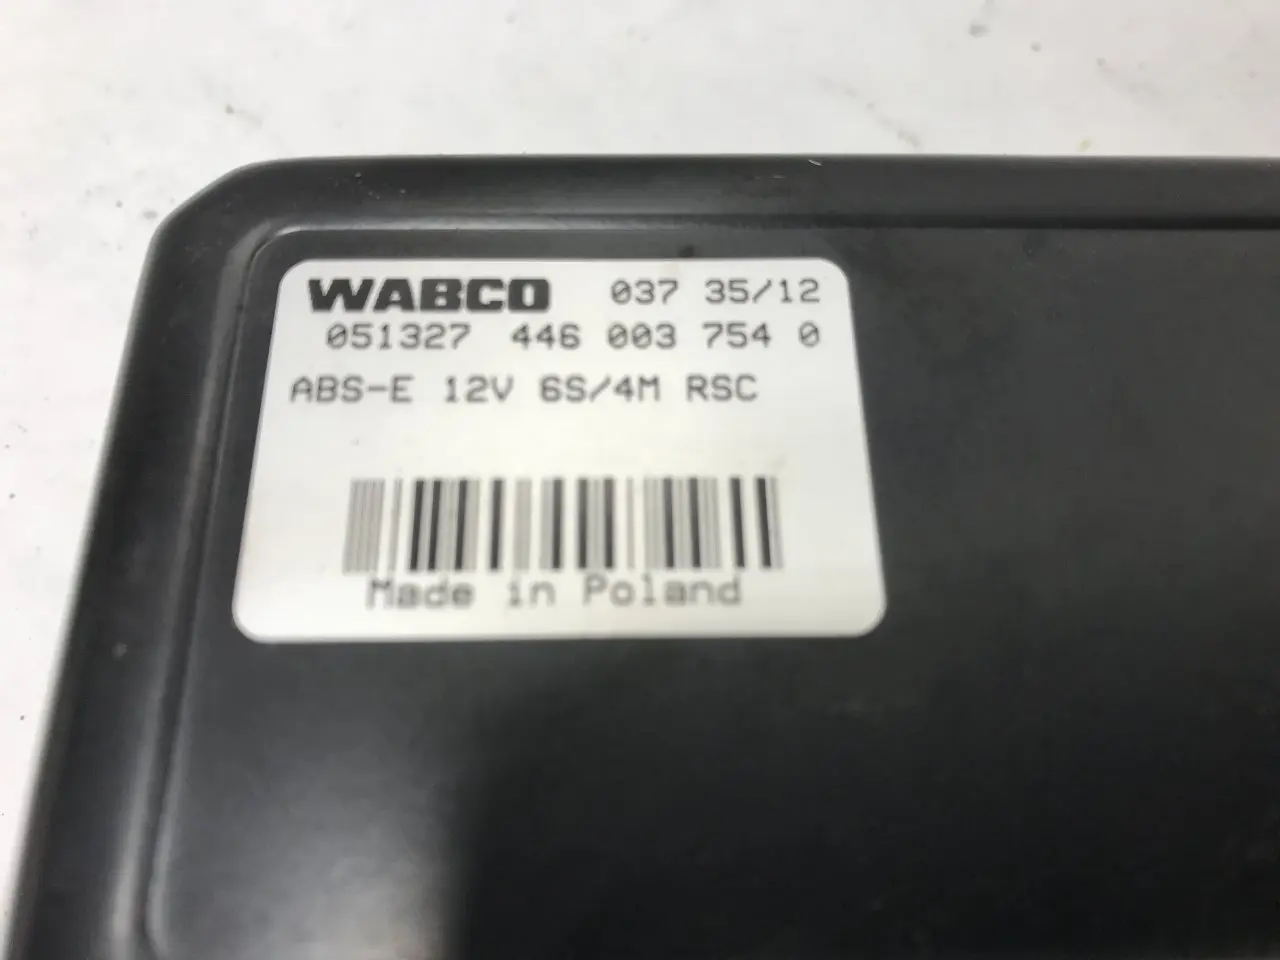 WABCO 037 35/12
051327 446 003 754 0
ABS-E 12V 6S/4M RSC
Made in Poland